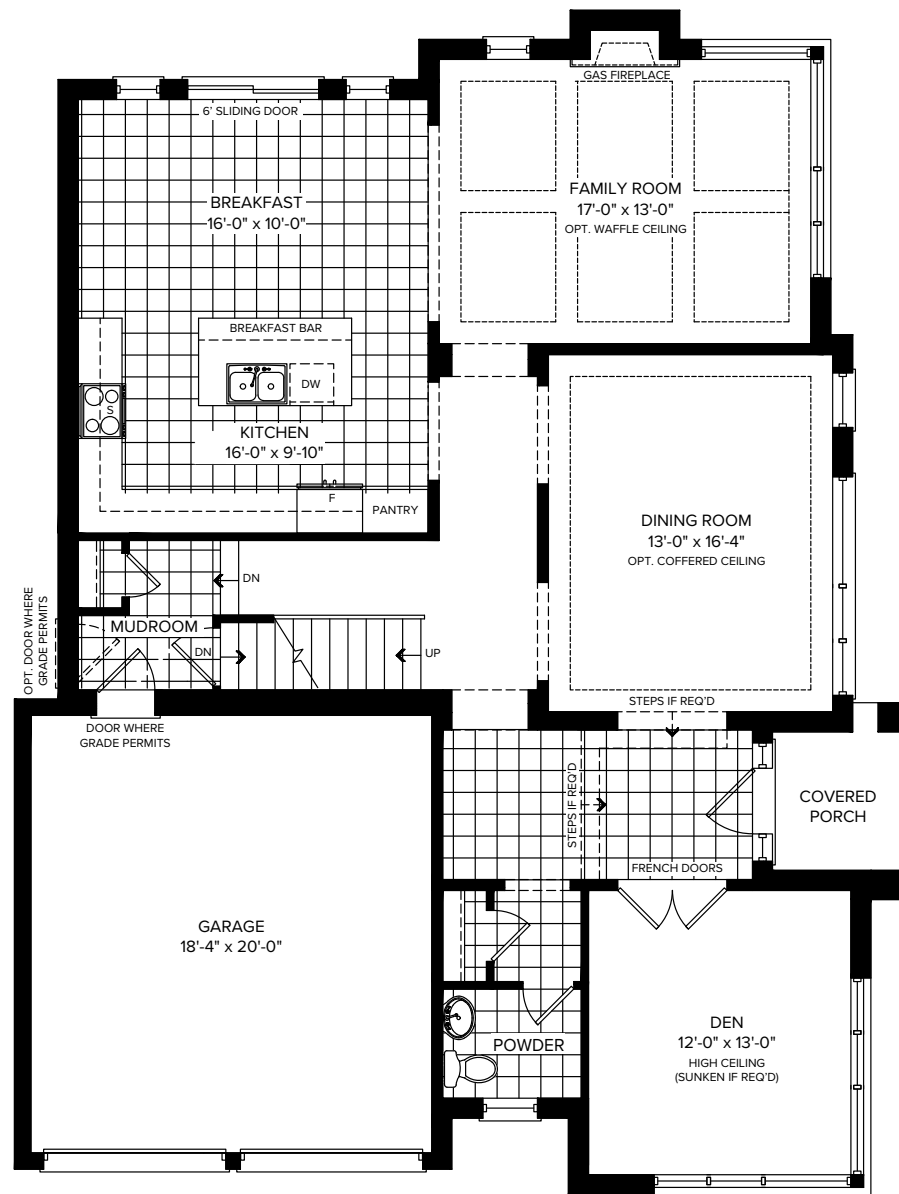 GAS FIREPLACE
6' SLIDING DOOR
BREAKFAST
16'-0" x 10'-0"
FAMILY ROOM
17'-0" x 13'-0"
OPT. WAFFLE CEILING
BREAKFAST BAR
DW
S
KITCHEN
16'-0" x 9'-10"
F
PANTRY
DINING ROOM
13'-0" x 16'-4"
OPT. COFFERED CEILING
DN
OPT. DOOR WHERE
GRADE PERMITS
MUDROOM
DN
UP
DOOR WHERE
GRADE PERMITS
STEPS IF REQ'D
STEPS IF REQ'D
COVERED
PORCH
FRENCH DOORS
GARAGE
18'-4" x 20'-0"
POWDER
DEN
12'-0" x 13'-0"
HIGH CEILING
(SUNKEN IF REQ'D)